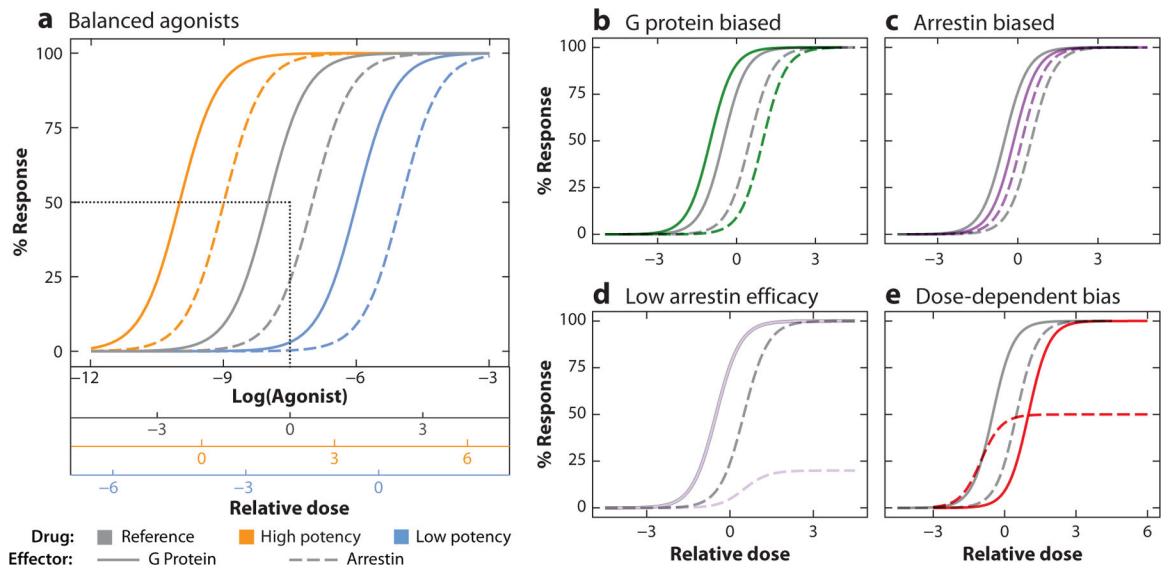 a Balanced agonists
% Response
100
75
50
25
0
−12 −9 −6 −3
Log(Agonist)
−3 0 3
0 3 6
−6 −3 0
Relative dose
Drug: Reference High potency Low potency
Effector: G Protein Arrestin
b G protein biased
% Response
100
75
50
25
0
−3 0 3
c Arrestin biased
100
75
50
25
0
−3 0 3
d Low arrestin efficacy
% Response
100
75
50
25
0
−3 0 3
Relative dose
e Dose-dependent bias
100
75
50
25
0
−3 0 3 6
Relative dose